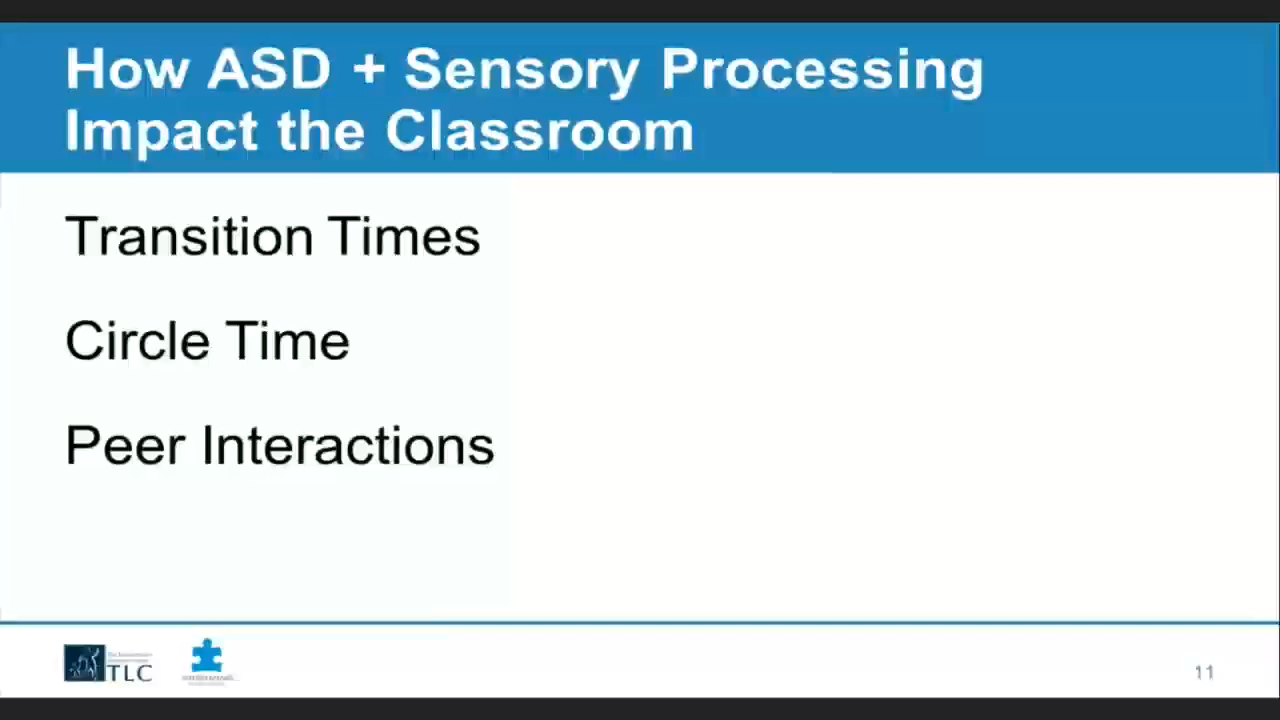 How ASD + Sensory Processing
Impact the Classroom
Transition Times
Circle Time
Peer Interactions
TLC
11